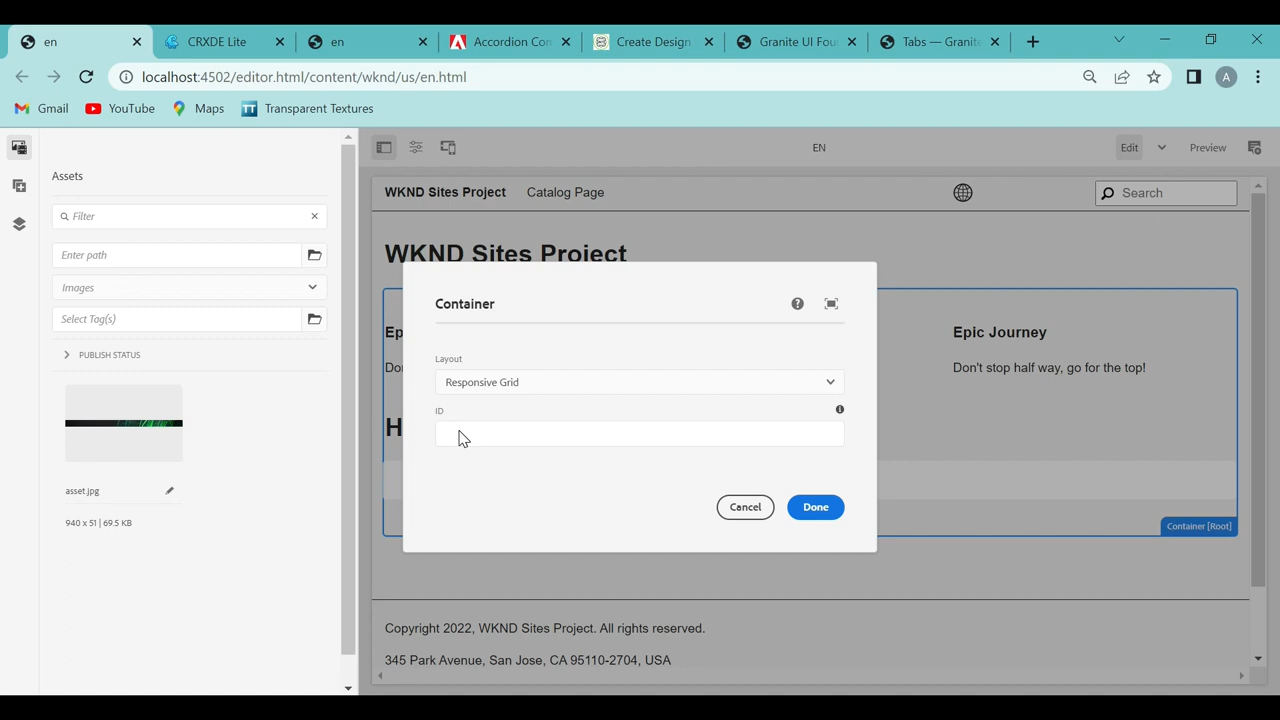 en
CRXDE Lite
en
Accordion Con
Create Design
Granite UI Fou
Tabs — Granite
localhost:4502/editor.html/content/wknd/us/en.html
A
Gmail
YouTube
Maps
TT
Transparent Textures
Assets
Filter
Enter path
Images
Select Tag(s)
PUBLISH STATUS
asset.jpg
940 x 51 | 69.5 KB
EN
Edit
Preview
WKND Sites Project
Catalog Page
Search
WKND Sites Project
Ep
Epic Journey
Do
Don't stop half way, go for the top!
H
Container
Layout
Responsive Grid
ID
Cancel
Done
Container [Root]
Copyright 2022, WKND Sites Project. All rights reserved.
345 Park Avenue, San Jose, CA 95110-2704, USA